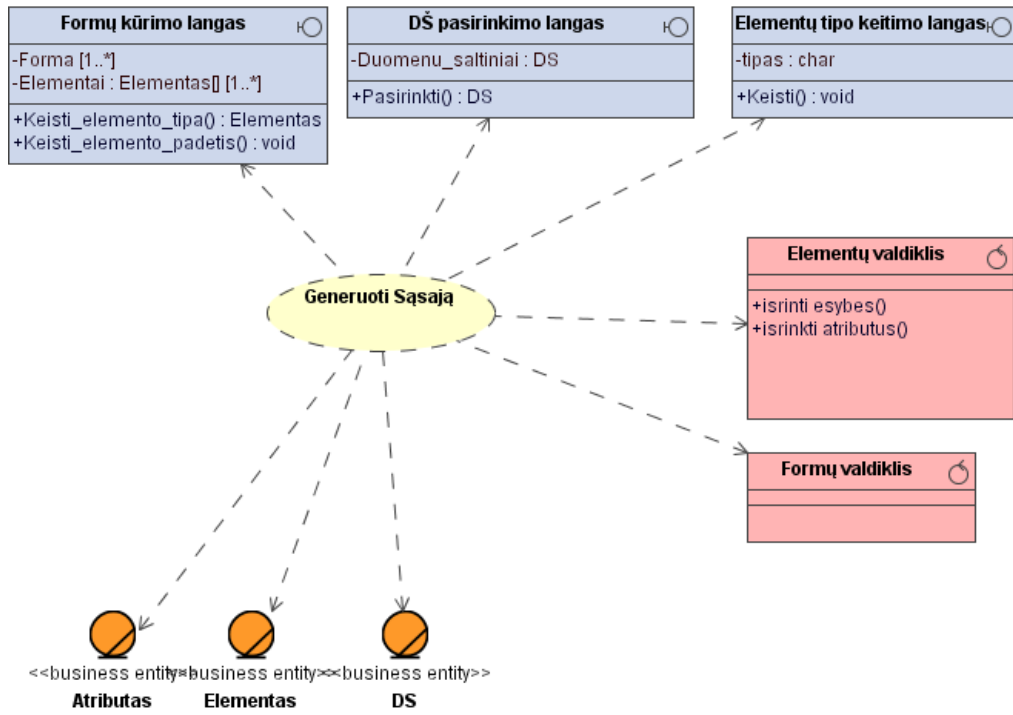 Formų kūrimo langas
-Forma [1..*]
-Elementai : Elementas[] [1..*]
+Keisti_elemento_tipa() : Elementas
+Keisti_elemento_padetis() : void
DŠ pasirinkimo langas
-Duomenu_saltiniai : DS
+Pasirinkti() : DS
Elementų tipo keitimo langas
-tipas : char
+Keisti() : void
Generuoti Sąsają
Elementų valdiklis
+isrinti esybes()
+isrinkti atributus()
Formų valdiklis
<<business entity>>
Atributas
<<business entity>>
Elementas
<<business entity>>
DS